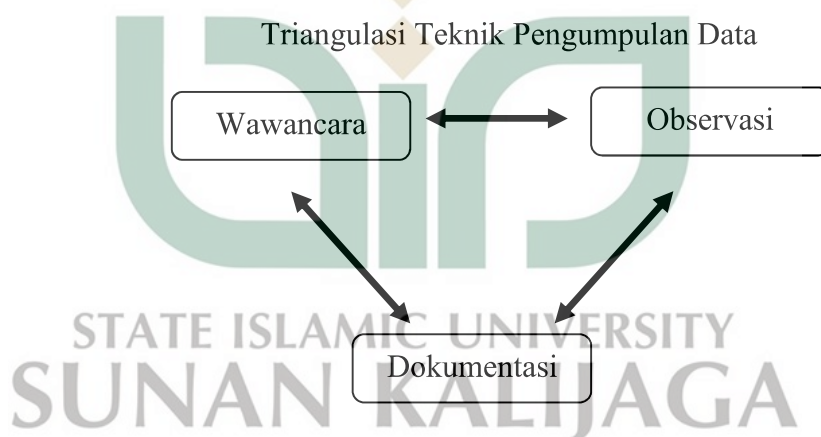 Triangulasi Teknik Pengumpulan Data
Wawancara
Observasi
Dokumentasi
STATE ISLAMIC UNIVERSITY
SUNAN KALIJAGA